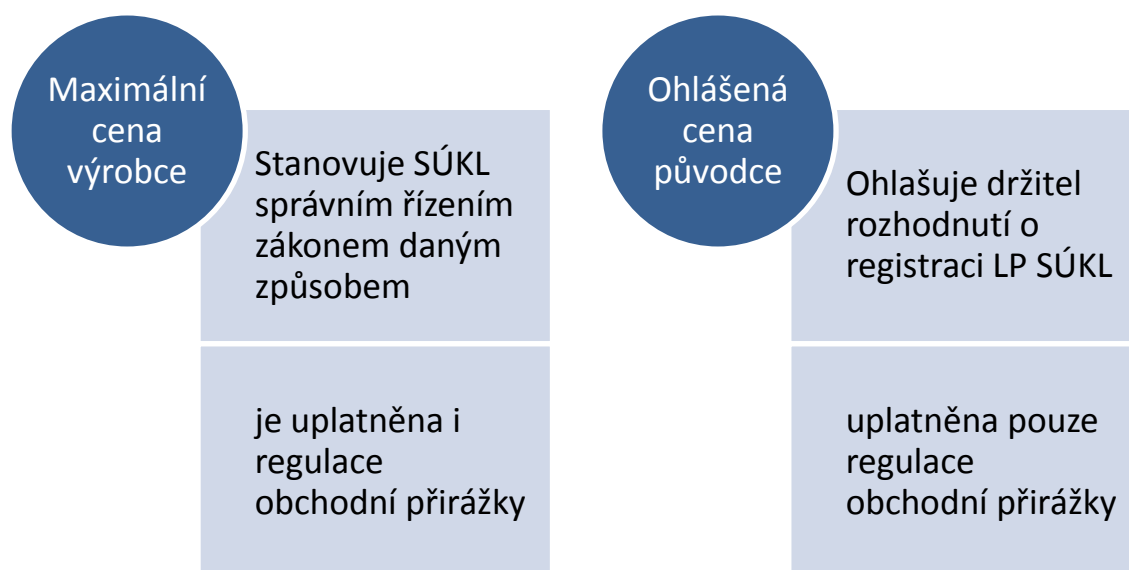 Maximální
cena
výrobce
Stanovuje SÚKL
správním řízením
zákonem daným
způsobem
je uplatněna i
regulace
obchodní přirážky
Ohlášená
cena
původce
Ohlašuje držitel
rozhodnutí o
registraci LP SÚKL
uplatněna pouze
regulace
obchodní přirážky